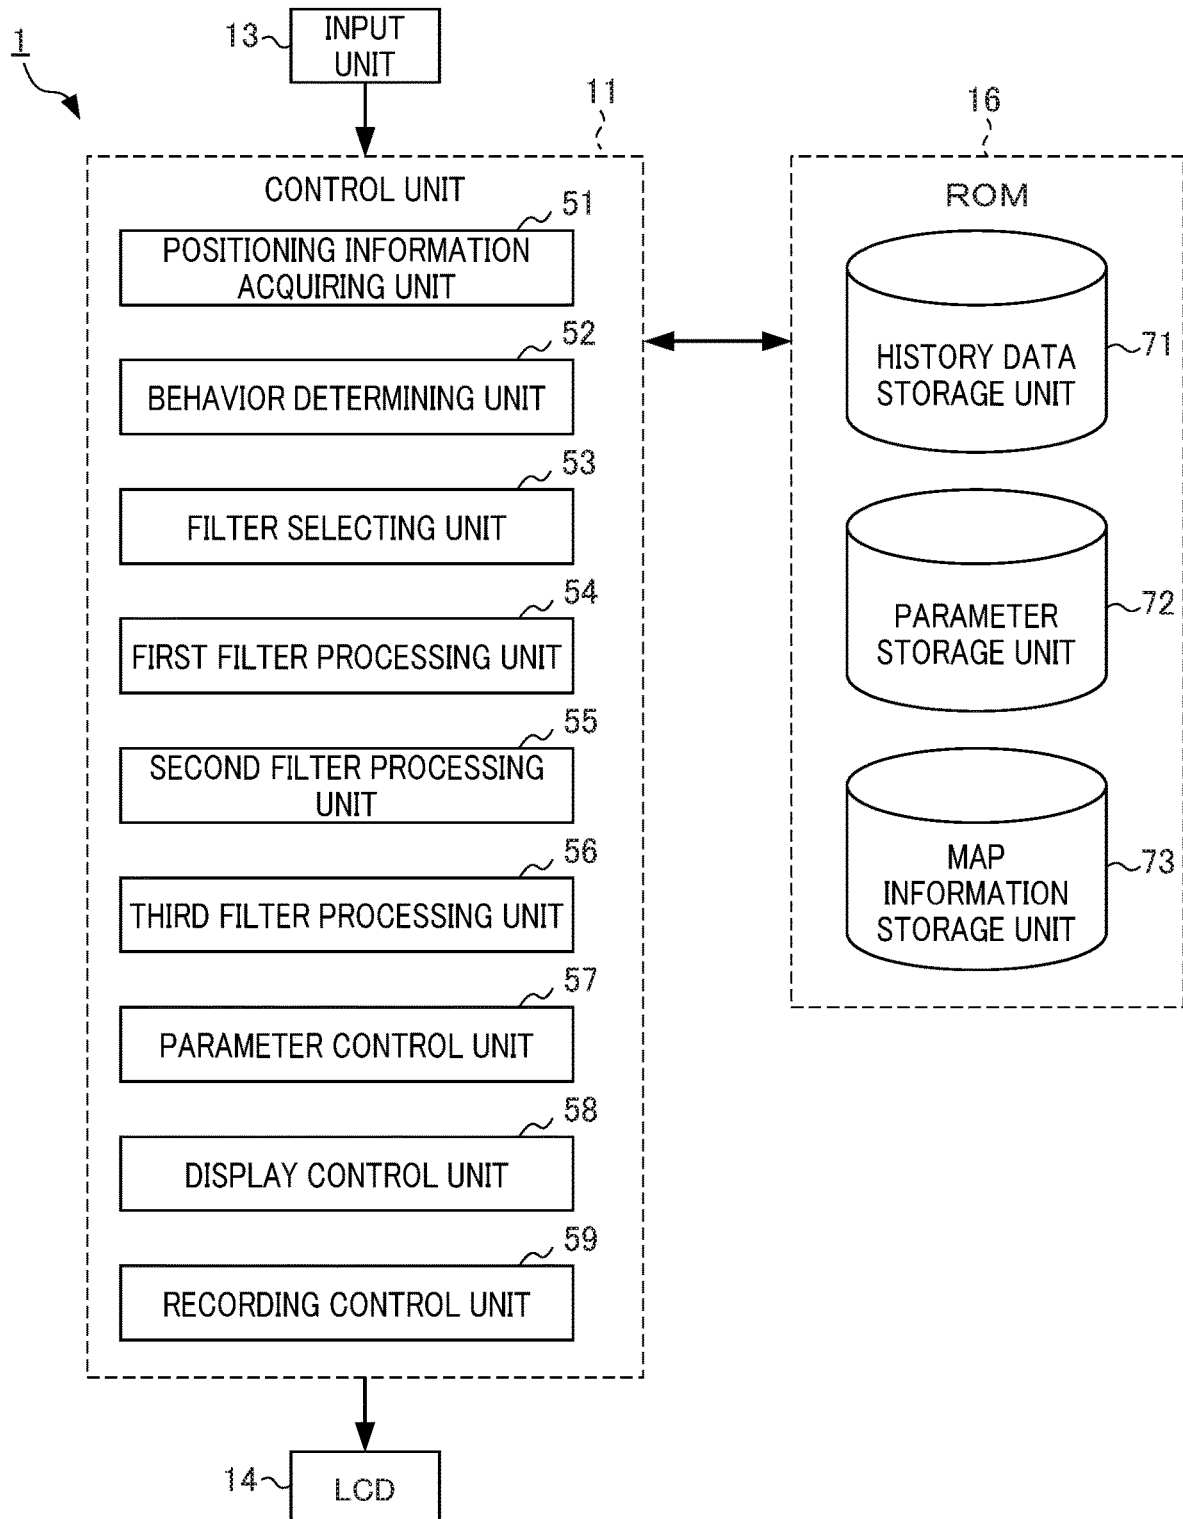 1
13
INPUT
UNIT
11
CONTROL UNIT
51
POSITIONING INFORMATION
ACQUIRING UNIT
52
BEHAVIOR DETERMINING UNIT
53
FILTER SELECTING UNIT
54
FIRST FILTER PROCESSING UNIT
55
SECOND FILTER PROCESSING
UNIT
56
THIRD FILTER PROCESSING UNIT
57
PARAMETER CONTROL UNIT
58
DISPLAY CONTROL UNIT
59
RECORDING CONTROL UNIT
14
LCD
16
ROM
HISTORY DATA
STORAGE UNIT
71
PARAMETER
STORAGE UNIT
72
MAP
INFORMATION
STORAGE UNIT
73